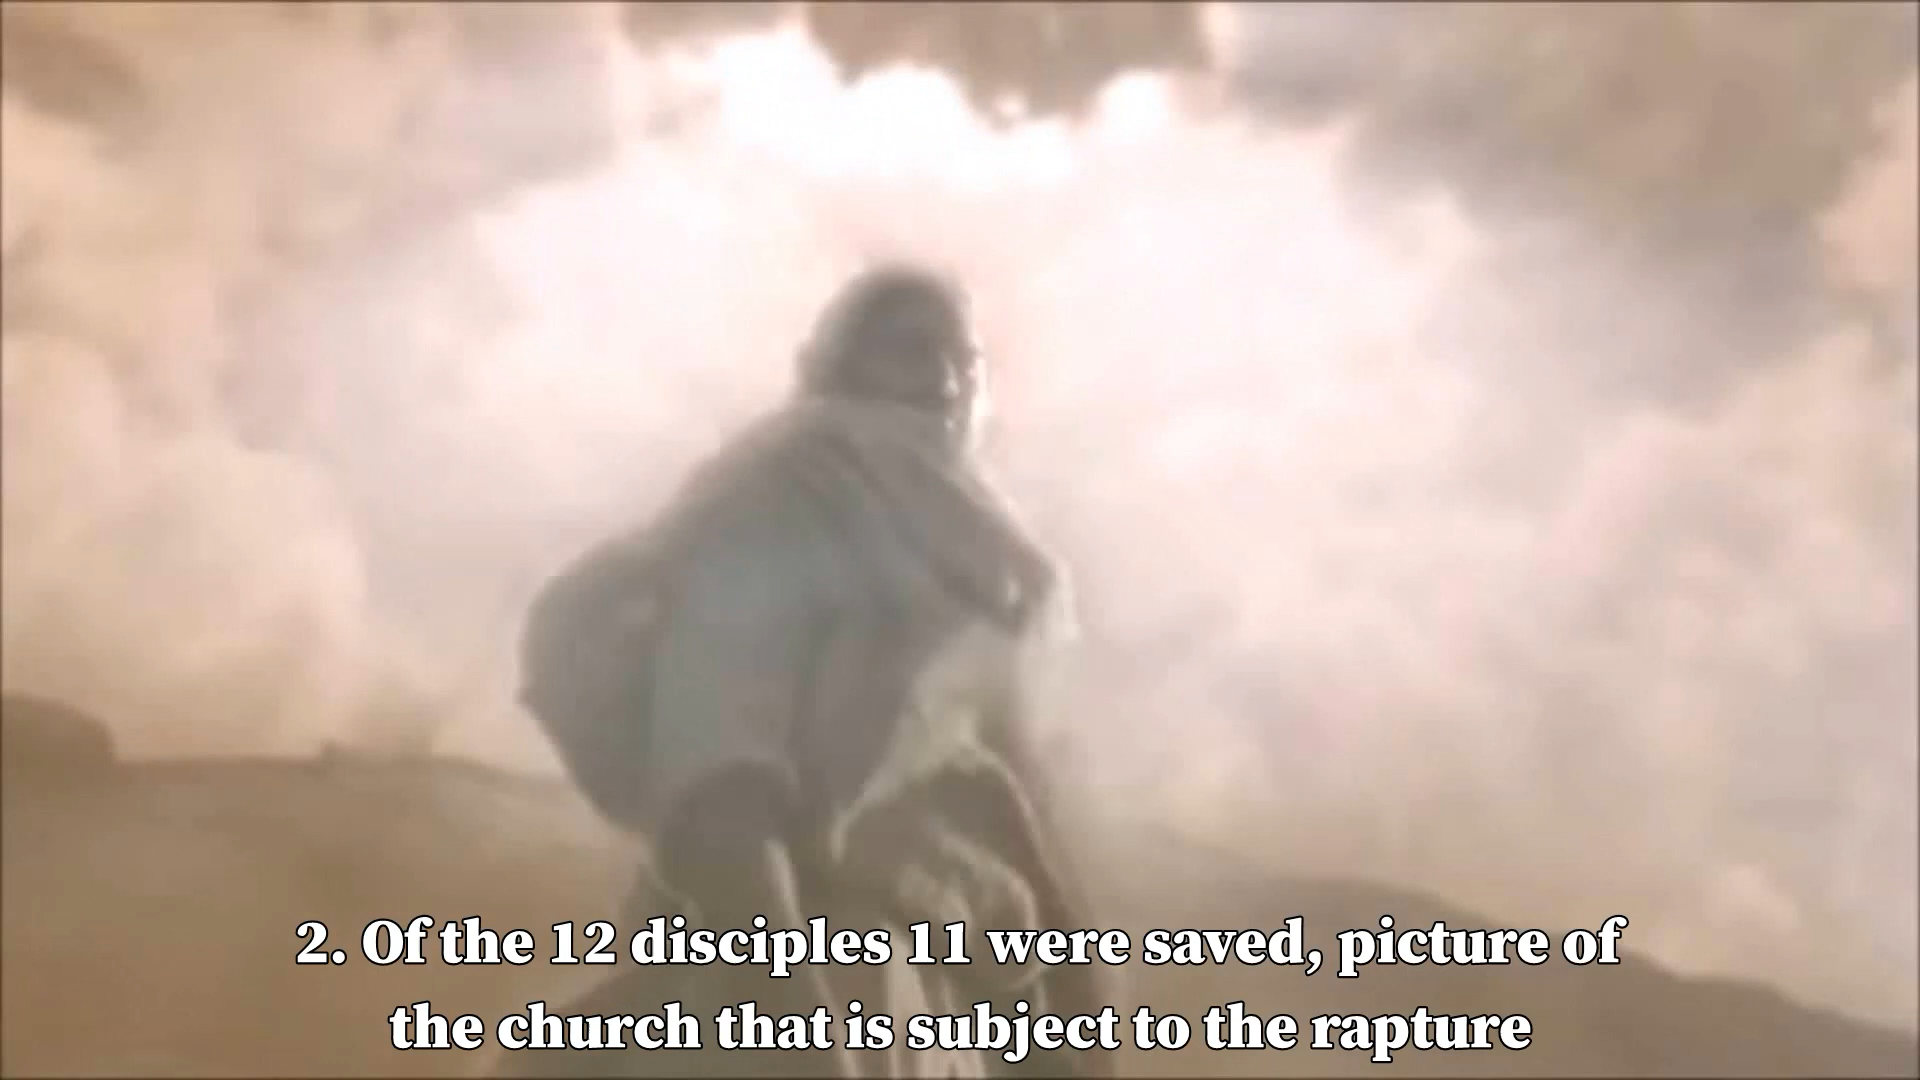 2. Of the 12 disciples 11 were saved, picture of
the church that is subject to the rapture